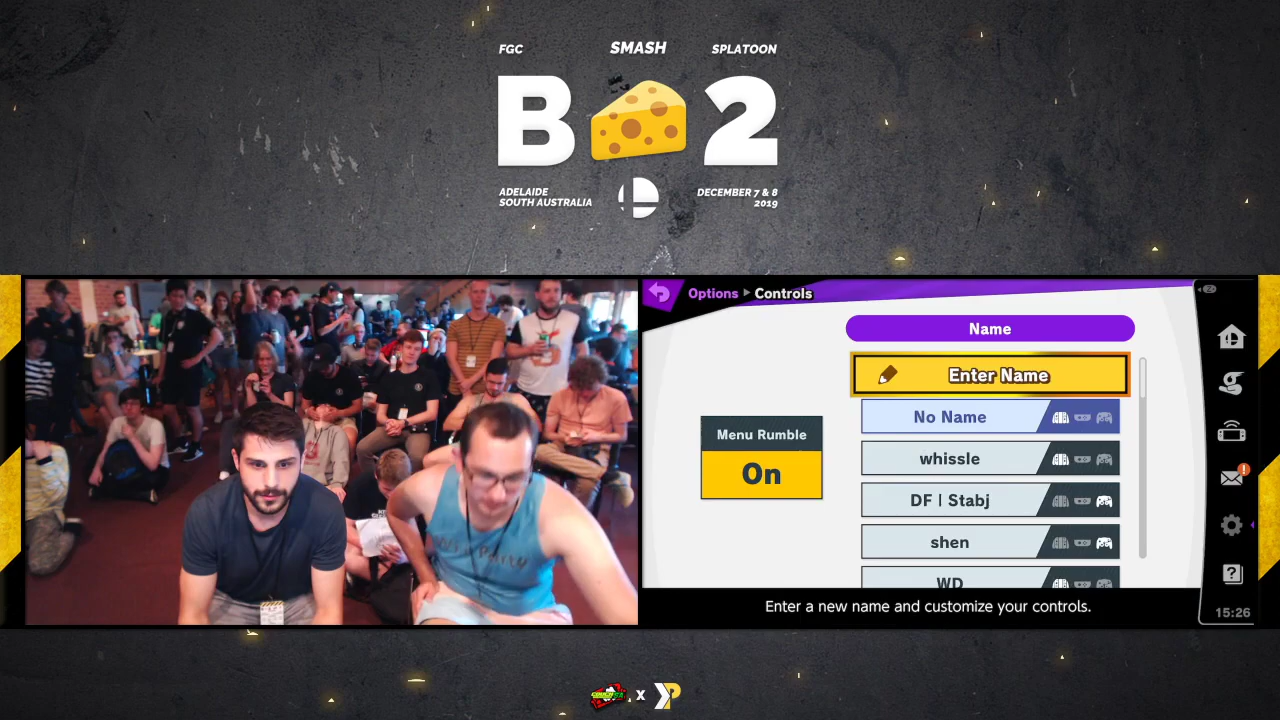 FGC
SMASH
SPLATOON
B 2
ADELAIDE
SOUTH AUSTRALIA
DECEMBER 7 & 8
2019
Options ▸ Controls
Name
Enter Name
No Name
whissle
DF | Stabj
shen
WD
Menu Rumble
On
Enter a new name and customize your controls.
15:26
X